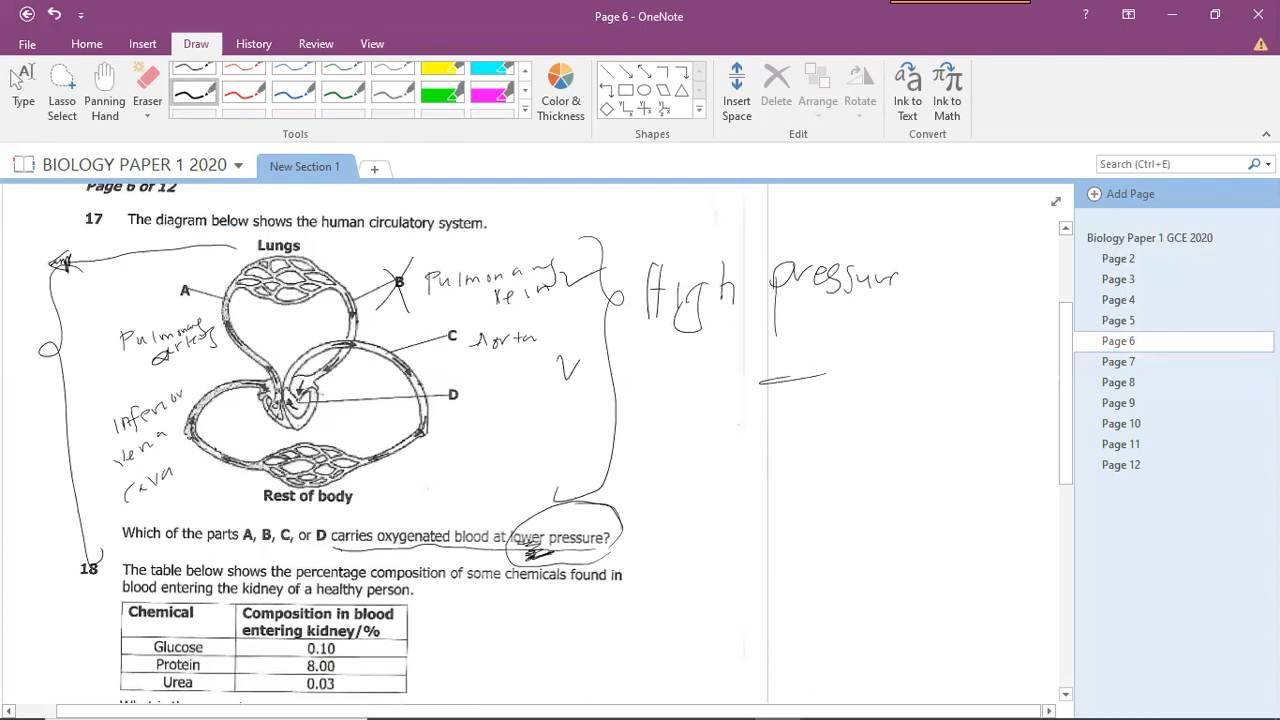 Page 6 - OneNote
File
Home
Insert
Draw
History
Review
View
Type
Lasso Select
Panning Hand
Eraser
Color & Thickness
Insert Space
Delete
Arrange
Rotate
Ink to Text
Ink to Math
Tools
Shapes
Edit
Convert
BIOLOGY PAPER 1 2020
New Section 1
Search (Ctrl+E)
Add Page
Biology Paper 1 GCE 2020
Page 2
Page 3
Page 4
Page 5
Page 6
Page 7
Page 8
Page 9
Page 10
Page 11
Page 12
Page 6 of 12
17 The diagram below shows the human circulatory system.
Lungs
A
B
Pulmonary
vein
High pressure
Pulmonary
C
Aorta
D
inferior
vena
cava
Rest of body
Which of the parts A, B, C, or D carries oxygenated blood at lower pressure?
18 The table below shows the percentage composition of some chemicals found in
blood entering the kidney of a healthy person.
Chemical
Composition in blood
entering kidney/%
Glucose 0.10
Protein 8.00
Urea 0.03